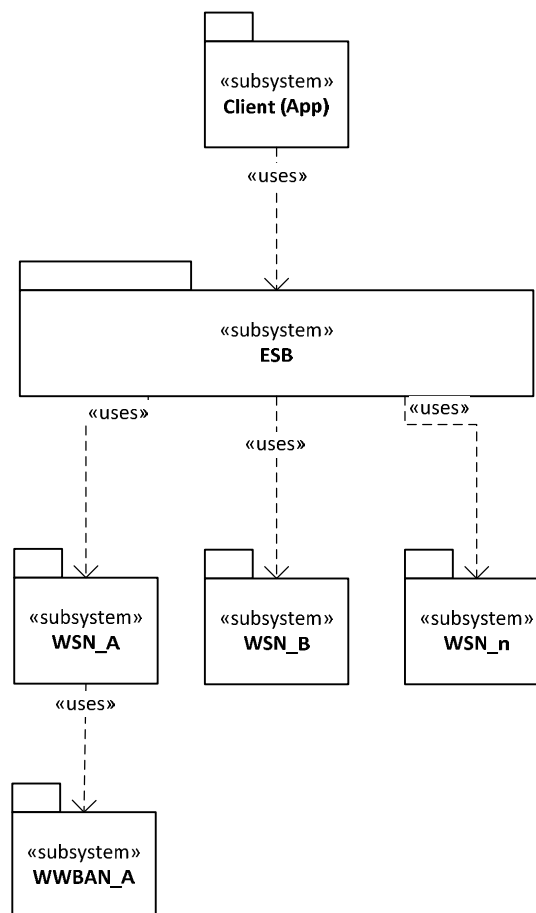 «subsystem»
Client (App)
«uses»
«subsystem»
ESB
«uses»
«uses»
«uses»
«subsystem»
WSN_A
«subsystem»
WSN_B
«subsystem»
WSN_n
«uses»
«subsystem»
WWBAN_A